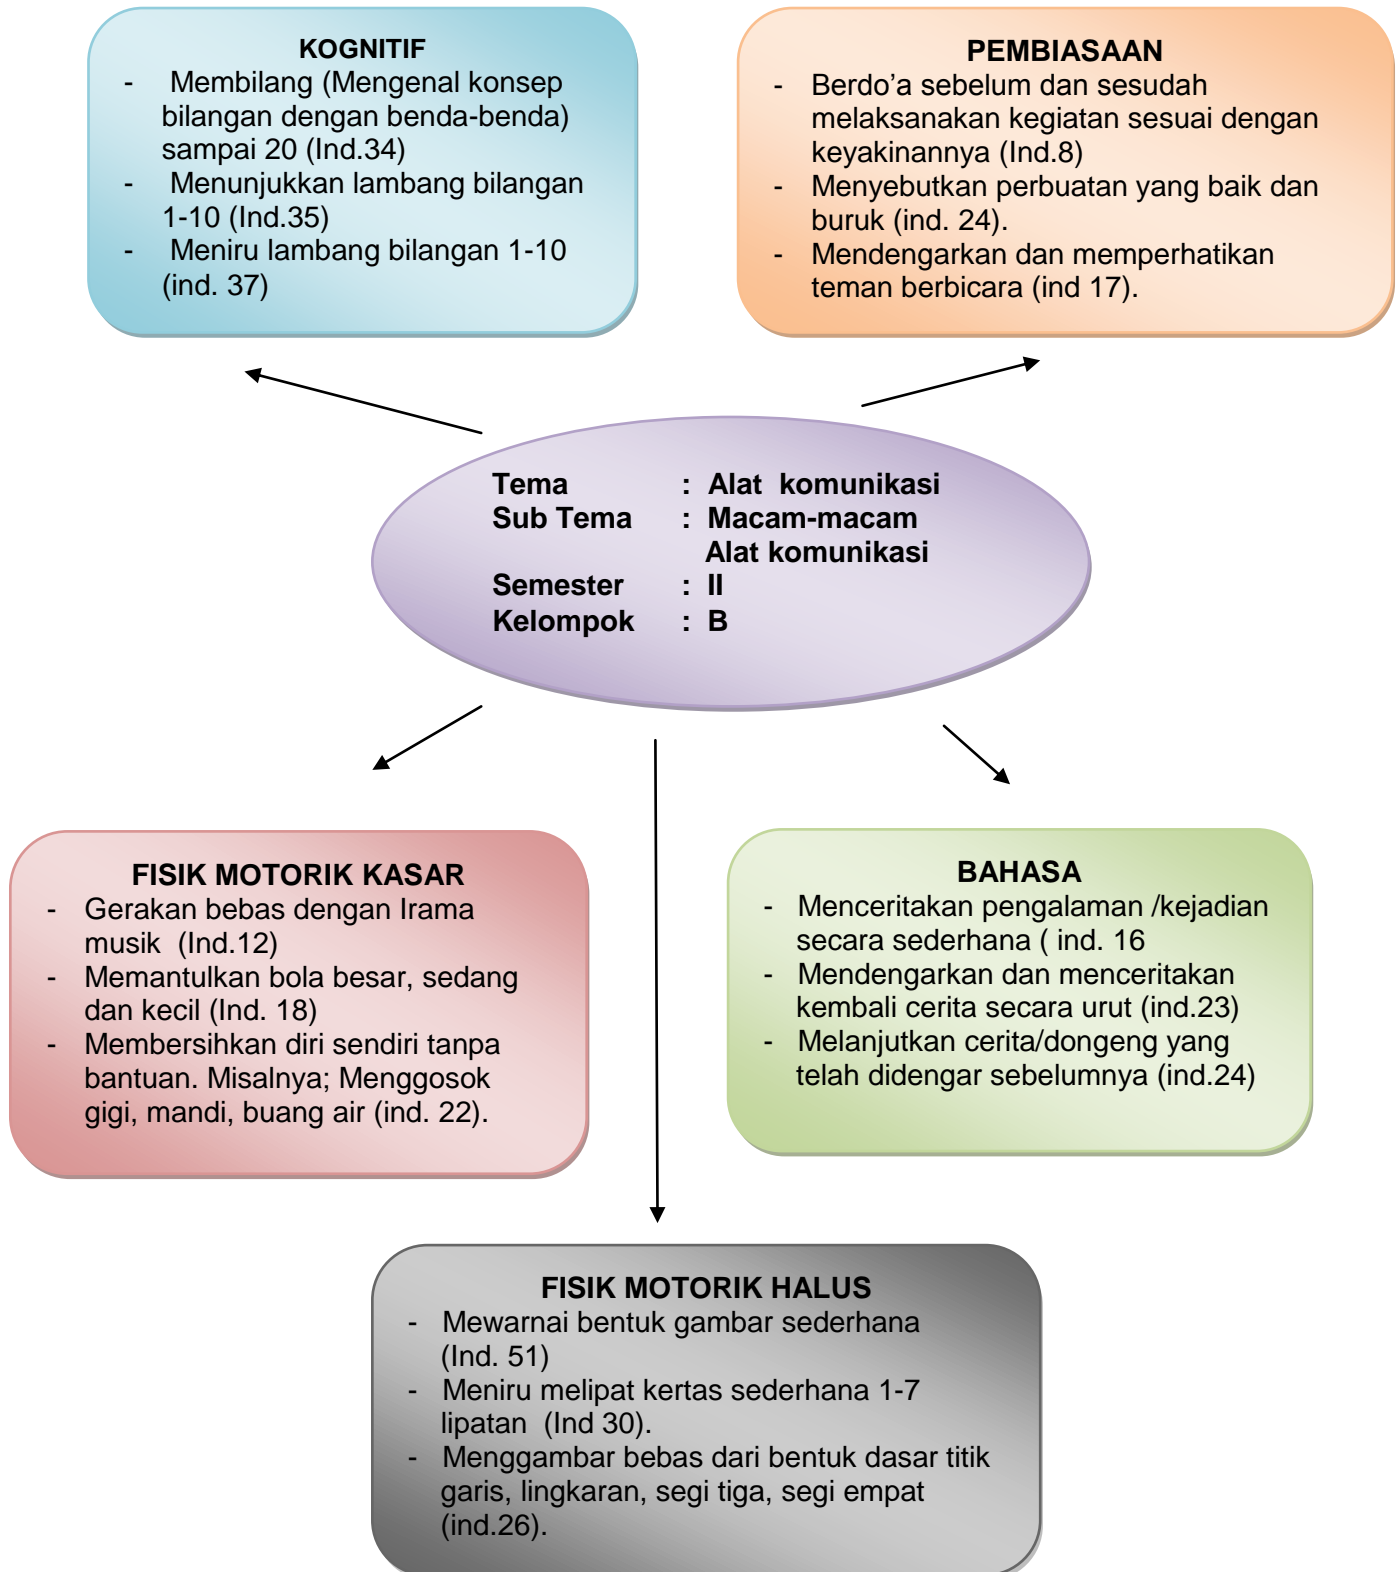 KOGNITIF
- Membilang (Mengenal konsep
bilangan dengan benda-benda)
sampai 20 (Ind.34)
- Menunjukkan lambang bilangan
1-10 (Ind.35)
- Meniru lambang bilangan 1-10
(ind. 37)
PEMBIASAAN
- Berdo’a sebelum dan sesudah
melaksanakan kegiatan sesuai dengan
keyakinannya (Ind.8)
- Menyebutkan perbuatan yang baik dan
buruk (ind. 24).
- Mendengarkan dan memperhatikan
teman berbicara (ind 17).
Tema : Alat komunikasi
Sub Tema : Macam-macam
Alat komunikasi
Semester : II
Kelompok : B
FISIK MOTORIK KASAR
- Gerakan bebas dengan Irama
musik (Ind.12)
- Memantulkan bola besar, sedang
dan kecil (Ind. 18)
- Membersihkan diri sendiri tanpa
bantuan. Misalnya; Menggosok
gigi, mandi, buang air (ind. 22).
BAHASA
- Menceritakan pengalaman /kejadian
secara sederhana ( ind. 16
- Mendengarkan dan menceritakan
kembali cerita secara urut (ind.23)
- Melanjutkan cerita/dongeng yang
telah didengar sebelumnya (ind.24)
FISIK MOTORIK HALUS
- Mewarnai bentuk gambar sederhana
(Ind. 51)
- Meniru melipat kertas sederhana 1-7
lipatan (Ind 30).
- Menggambar bebas dari bentuk dasar titik
garis, lingkaran, segi tiga, segi empat
(ind.26).